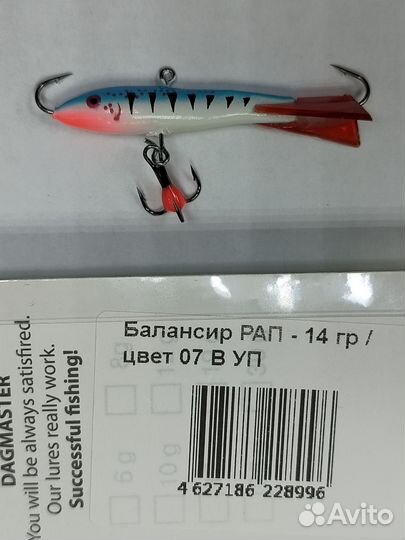 Балансир РАП - 14 гр /
цвет 07 В УП
4 627186 228996
DAGMASTER
You will be always satisfired.
Our lures really work.
Successful fishing!
6g
10g
Avito